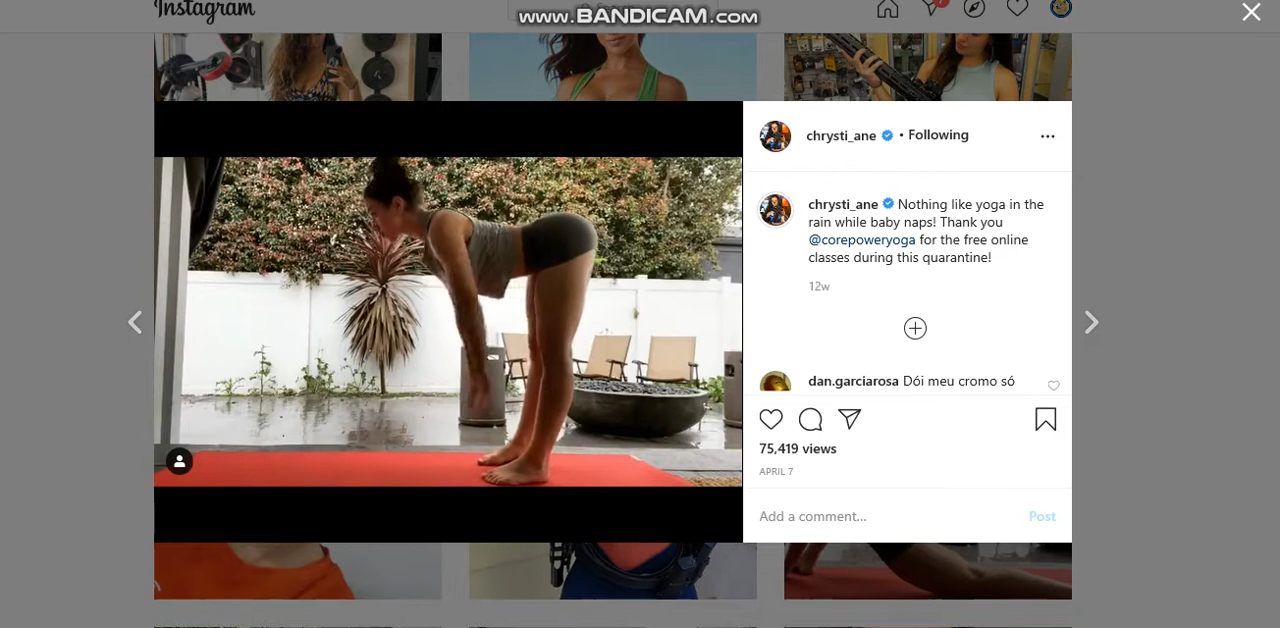 Instagram
www.BANDICAM.com
chrysti_ane • Following
chrysti_ane Nothing like yoga in the
rain while baby naps! Thank you
@corepoweryoga for the free online
classes during this quarantine!
12w
dan.garciarosa Dói meu cromo só
75,419 views
APRIL 7
Add a comment...
Post